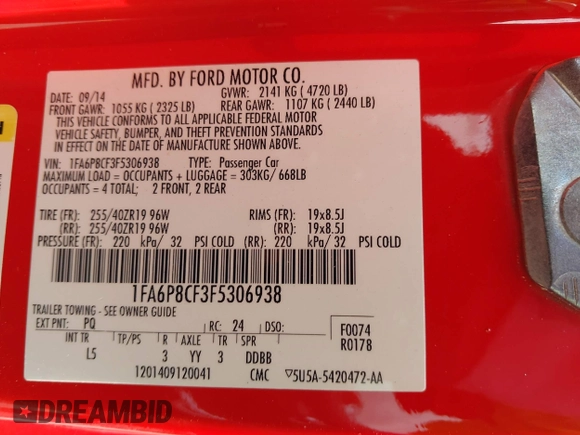 MFD. BY FORD MOTOR CO.
DATE: 09/14 GVWR: 2141 KG ( 4720 LB)
FRONT GAWR: 1055 KG ( 2325 LB) REAR GAWR: 1107 KG ( 2440 LB)
THIS VEHICLE CONFORMS TO ALL APPLICABLE FEDERAL MOTOR
VEHICLE SAFETY, BUMPER, AND THEFT PREVENTION STANDARDS
IN EFFECT ON THE DATE OF MANUFACTURE SHOWN ABOVE.
VIN: 1FA6P8CF3F5306938 TYPE: Passenger Car
MAXIMUM LOAD = OCCUPANTS + LUGGAGE = 303KG/ 668LB
OCCUPANTS = 4 TOTAL; 2 FRONT, 2 REAR
TIRE (FR): 255/40ZR19 96W RIMS (FR): 19x8.5J
(RR): 255/40ZR19 96W (RR): 19x8.5J
PRESSURE (FR): 220 kPa/ 32 PSI COLD (RR): 220 kPa/ 32 PSI COLD
1FA6P8CF3F5306938
TRAILER TOWING - SEE OWNER GUIDE
EXT PNT: PQ RC: 24 DSO: F0074
INT TR TP/PS R AXLE TR SPR R0178
L5 3 YY 3 DDBB
1201409120041 CMC ▽5U5A-5420472-AA
DREAMBID